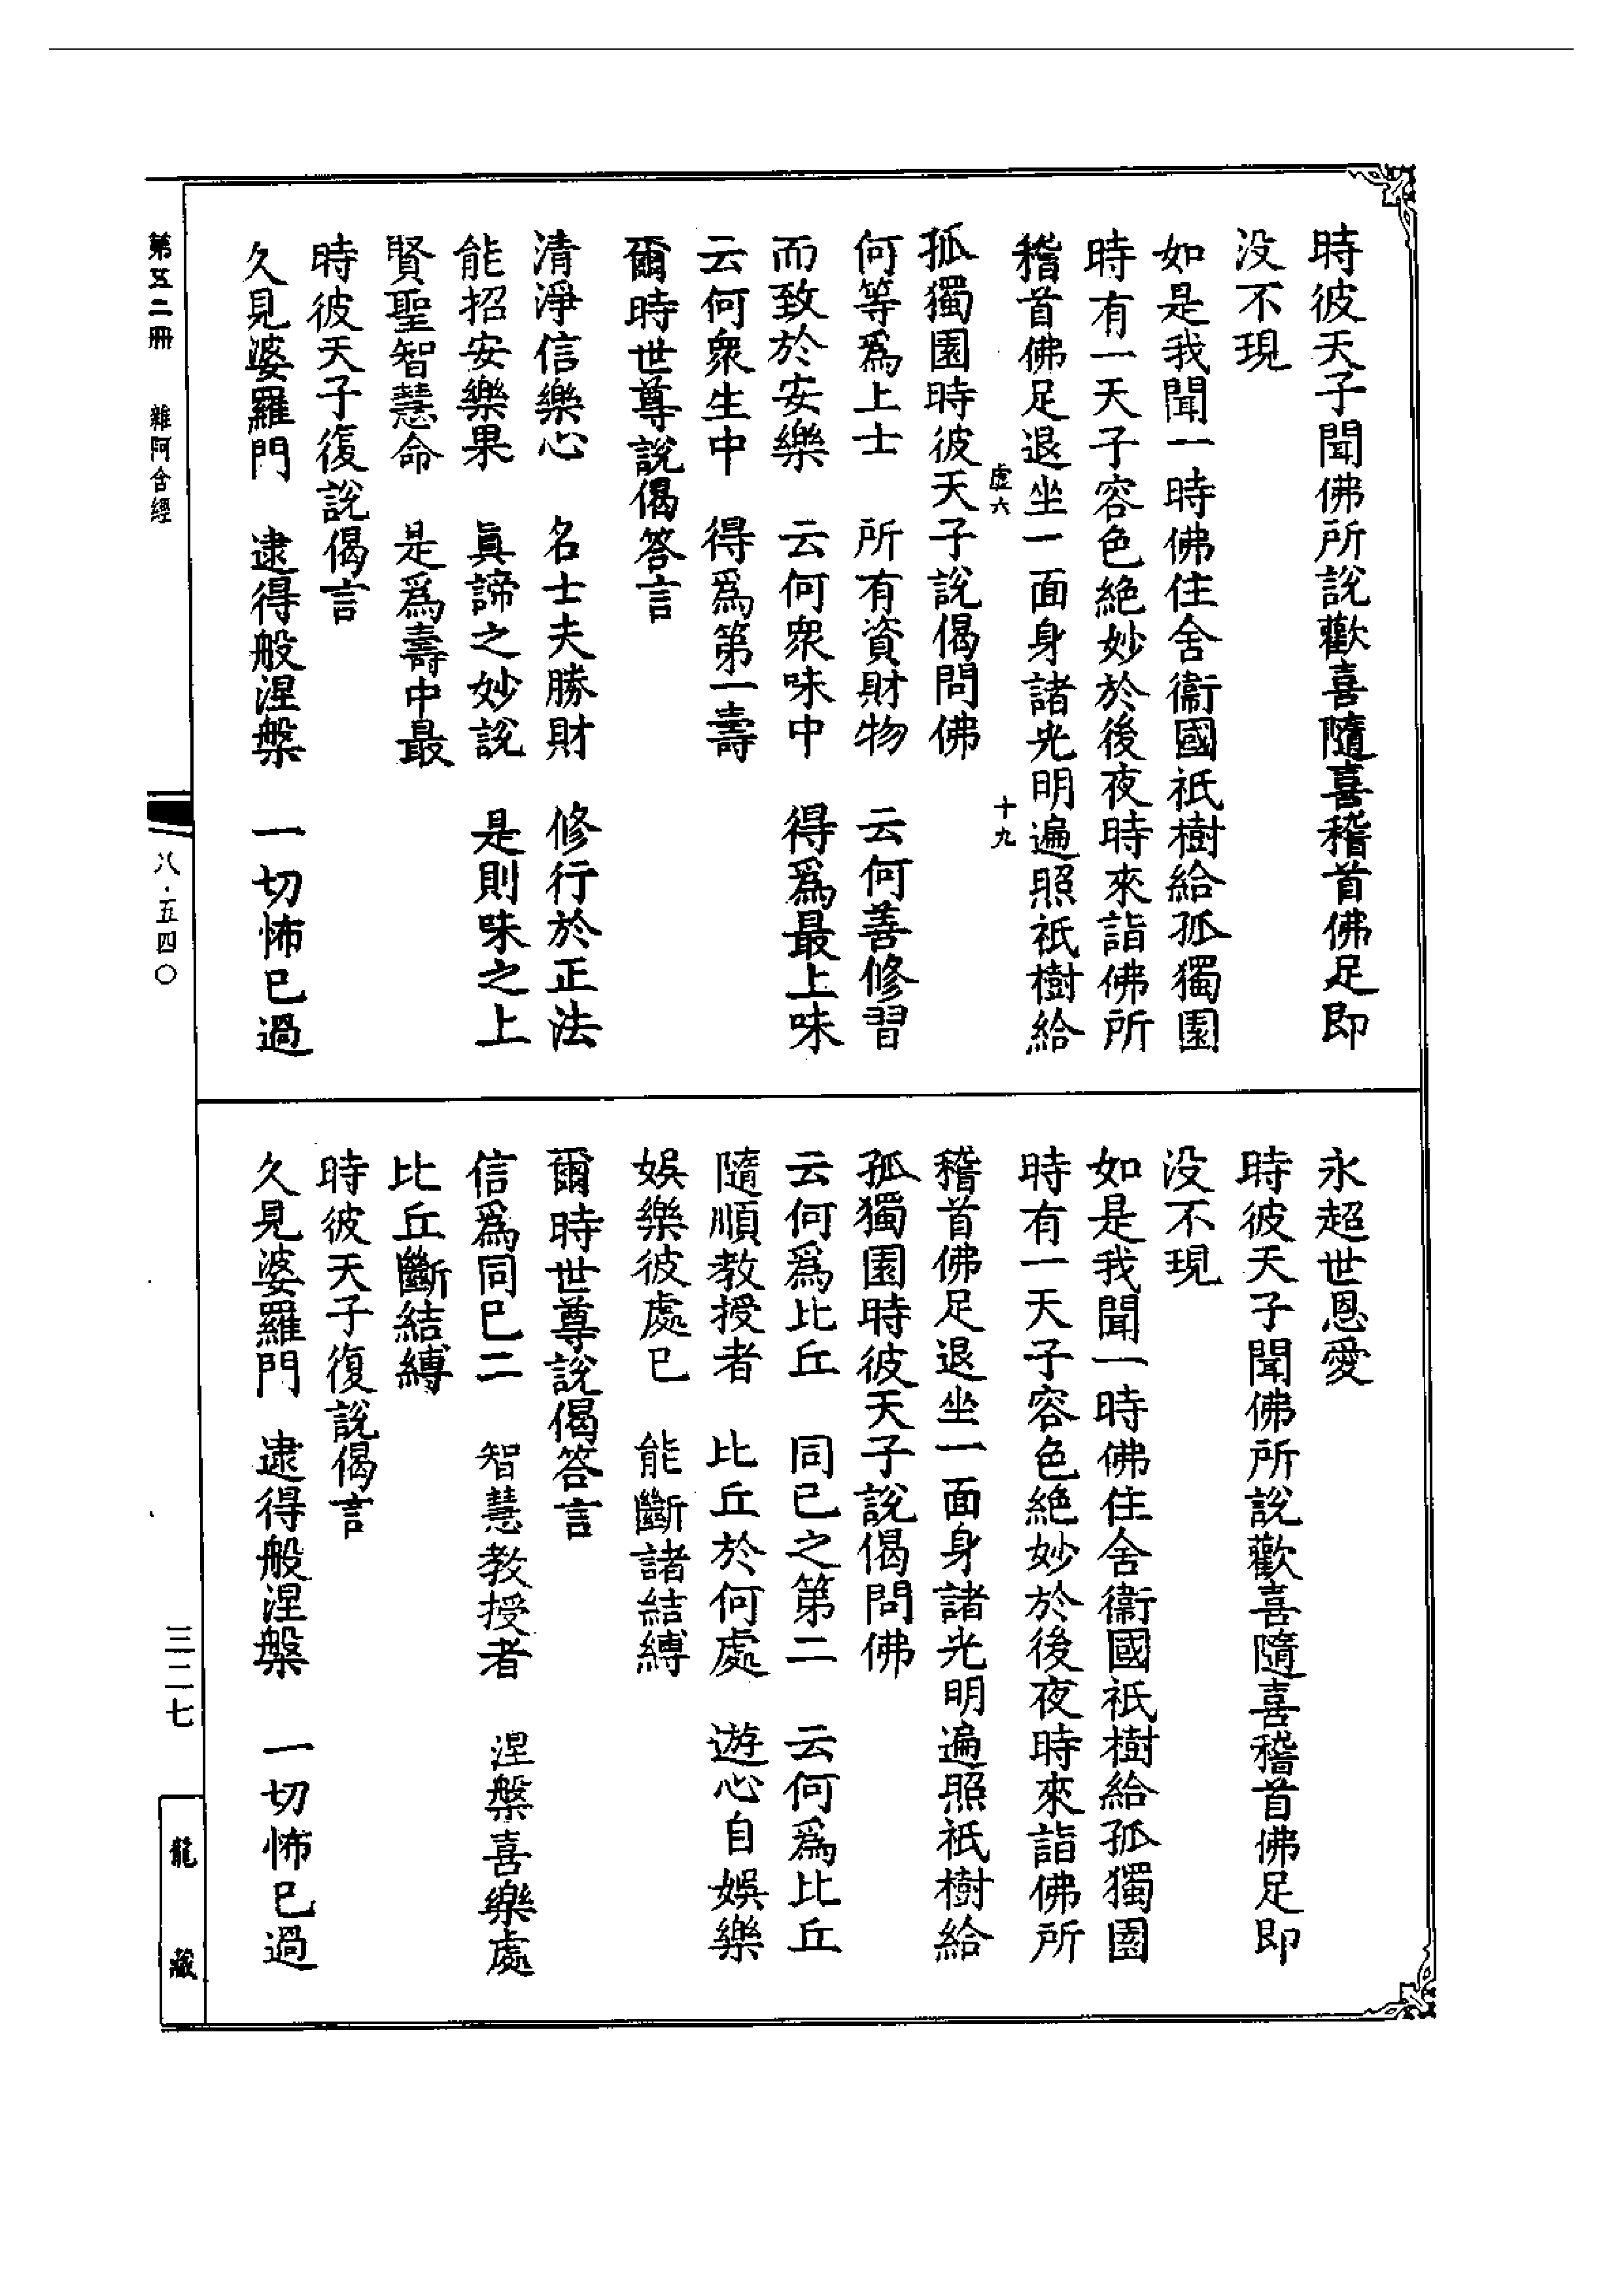 時彼天子聞佛所說歡喜隨喜稽首佛足即
没不現
如是我聞一時佛住舍衞國祇樹給孤獨園
時有一天子容色絶妙於後夜時來詣佛所
稽首佛足退坐一面身諸光明遍照祇樹給
虛六 十九
孤獨園時彼天子說偈問佛
何等爲上士 所有資財物 云何善修習
而致於安樂 云何衆味中 得爲最上味
云何衆生中 得爲第一壽
爾時世尊說偈答言
清淨信樂心 名士夫勝財 修行於正法
能招安樂果 眞諦之妙說 是則味之上
賢聖智慧命 是爲壽中最
時彼天子復說偈言
久見婆羅門 逮得般涅槃 一切怖已過
永超世恩愛
時彼天子聞佛所說歡喜隨喜稽首佛足即
没不現
如是我聞一時佛住舍衞國祇樹給孤獨園
時有一天子容色絶妙於後夜時來詣佛所
稽首佛足退坐一面身諸光明遍照祇樹給
孤獨園時彼天子說偈問佛
云何爲比丘 同已之第二 云何爲比丘
隨順教授者 比丘於何處 遊心自娛樂
娛樂彼處已 能斷諸結縛
爾時世尊說偈答言
信爲同已二 智慧教授者 涅槃喜樂處
比丘斷結縛
時彼天子復說偈言
久見婆羅門 逮得般涅槃 一切怖已過
第五二冊 雜阿含經
八·五四〇
三二七
龍藏